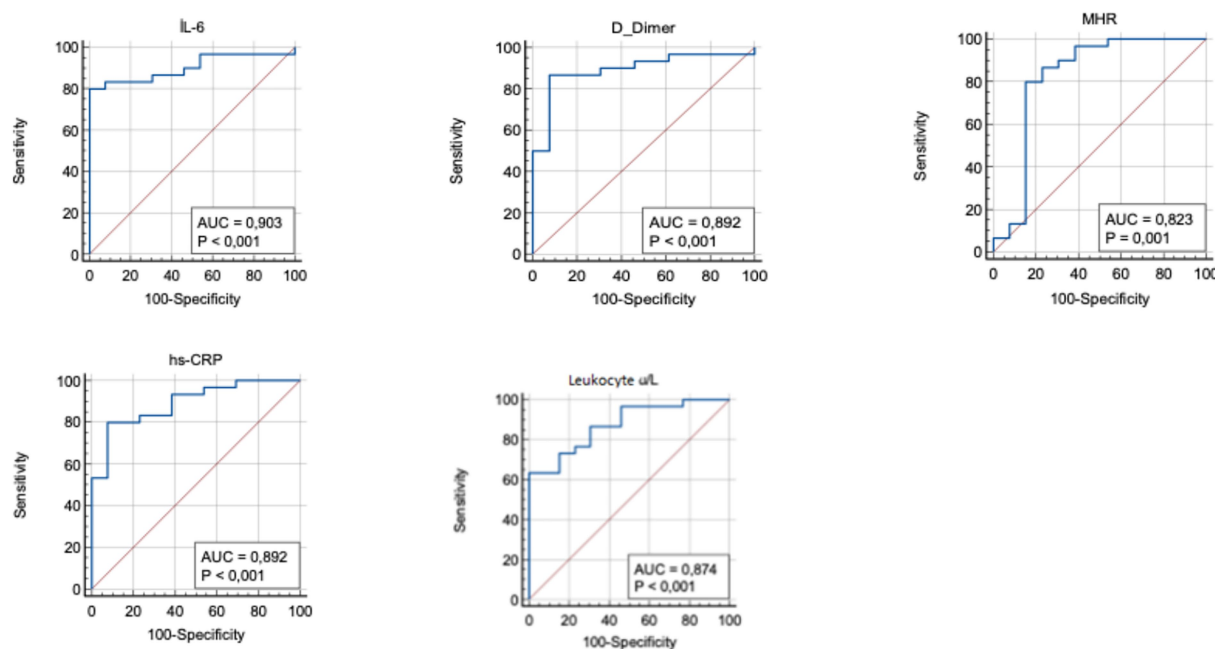 İL-6
100
80
60
40
20
0
Sensitivity
AUC = 0,903
P < 0,001
0 20 40 60 80 100
100-Specificity
D_Dimer
100
80
60
40
20
0
Sensitivity
AUC = 0,892
P < 0,001
0 20 40 60 80 100
100-Specificity
MHR
100
80
60
40
20
0
Sensitivity
AUC = 0,823
P = 0,001
0 20 40 60 80 100
100-Specificity
hs-CRP
100
80
60
40
20
0
Sensitivity
AUC = 0,892
P < 0,001
0 20 40 60 80 100
100-Specificity
Leukocyte u/L
100
80
60
40
20
0
Sensitivity
AUC = 0,874
P < 0,001
0 20 40 60 80 100
100-Specificity